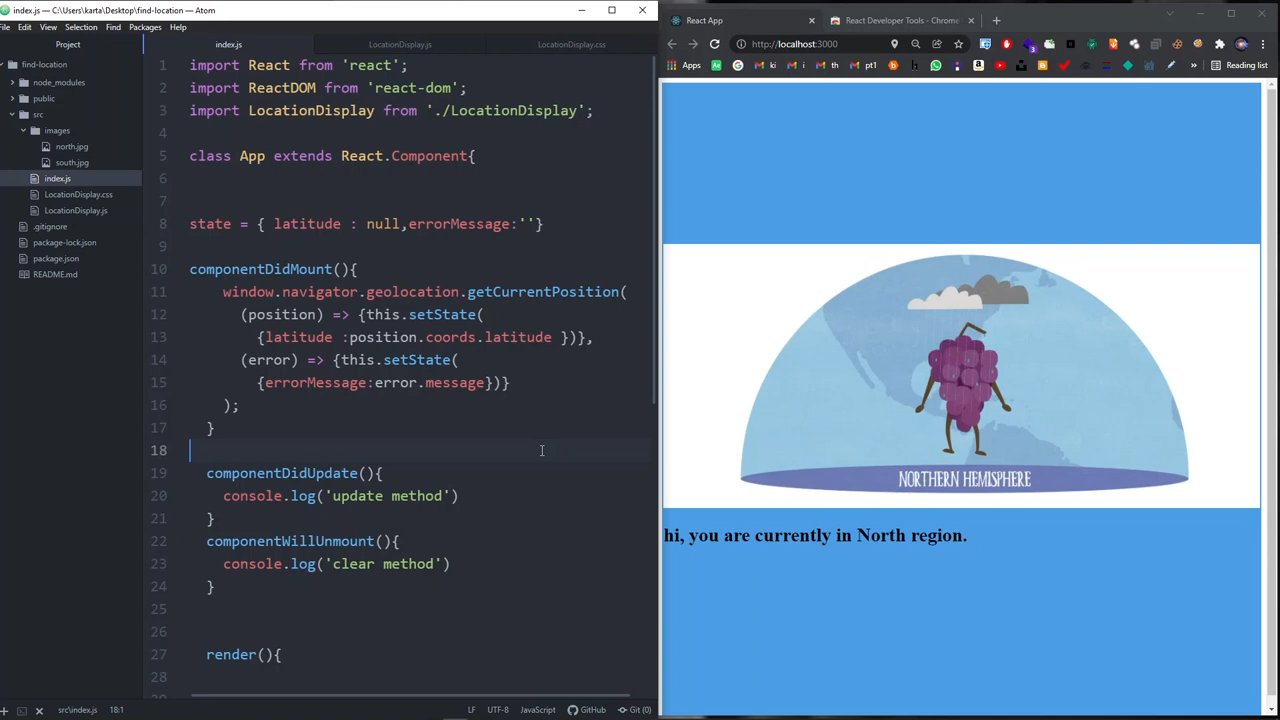 index.js — C:\Users\karta\Desktop\find-location — Atom
File Edit View Selection Find Packages Help
Project
find-location
node_modules
public
src
images
north.jpg
south.jpg
index.js
LocationDisplay.css
LocationDisplay.js
.gitignore
package-lock.json
package.json
README.md
index.js LocationDisplay.js LocationDisplay.css
1 import React from 'react';
2 import ReactDOM from 'react-dom';
3 import LocationDisplay from './LocationDisplay';
4
5 class App extends React.Component{
6
7
8 state = { latitude : null,errorMessage:''}
9
10 componentDidMount(){
11 window.navigator.geolocation.getCurrentPosition(
12 (position) => {this.setState(
13 {latitude :position.coords.latitude })},
14 (error) => {this.setState(
15 {errorMessage:error.message})}
16 );
17 }
18
19 componentDidUpdate(){
20 console.log('update method')
21 }
22 componentWillUnmount(){
23 console.log('clear method')
24 }
25
26
27 render(){
28
src\index.js 18:1 LF UTF-8 JavaScript GitHub Git (0)
React App React Developer Tools - Chrome
http://localhost:3000
Apps ki i th pt1 » Reading list
NORTHERN HEMISPHERE
hi, you are currently in North region.